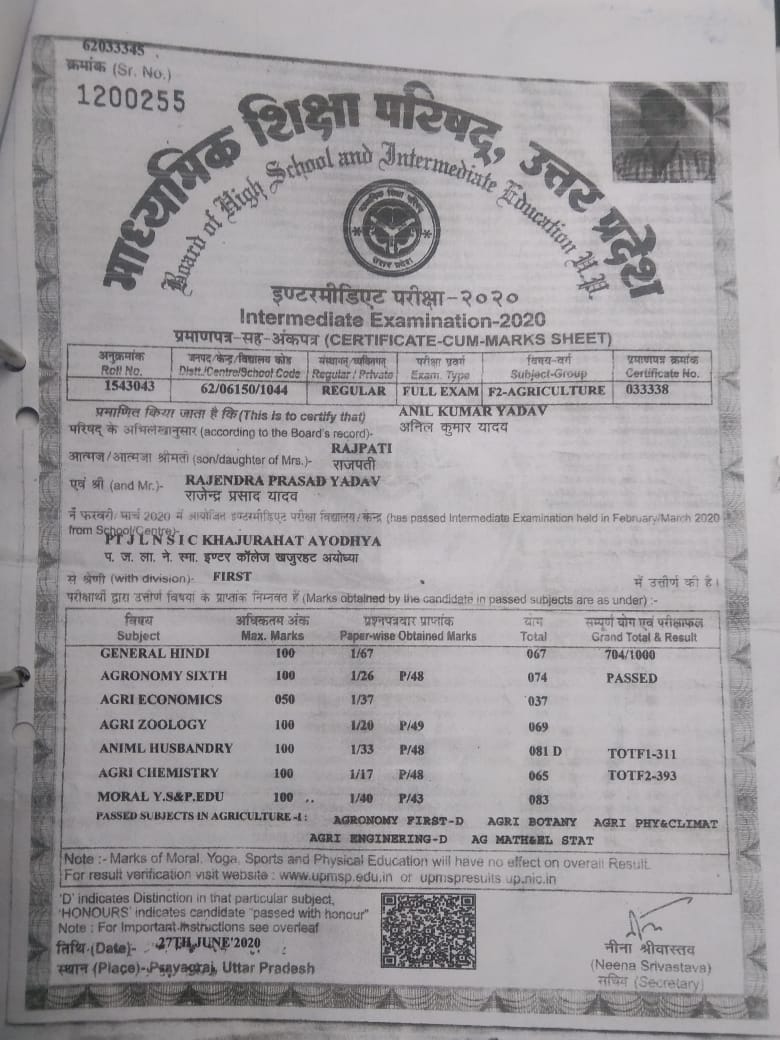 62033345
क्रमांक (Sr. No.)
1200255
माध्यमिक शिक्षा परिषद्, उत्तर प्रदेश
Board of High School and Intermediate Education U.P.
इण्टरमीडिएट परीक्षा-२०२०
Intermediate Examination-2020
प्रमाणपत्र-सह-अंकपत्र (CERTIFICATE-CUM-MARKS SHEET)
अनुक्रमांक जनपद/केन्द्र/विद्यालय कोड संस्थागत/व्यक्तिगत परीक्षा प्रवर्ग विषय-वर्ग प्रमाणपत्र क्रमांक
Roll No. Distt./Centre/School Code Regular / Private Exam. Type Subject-Group Certificate No.
1543043 62/06150/1044 REGULAR FULL EXAM F2-AGRICULTURE 033338
प्रमाणित किया जाता है कि (This is to certify that) ANIL KUMAR YADAV
परिषद् के अभिलेखानुसार (according to the Board's record)- अनिल कुमार यादव
RAJPATI
आत्मज/आत्मजा श्रीमती (son/daughter of Mrs.)- राजपती
एवं श्री (and Mr.)- RAJENDRA PRASAD YADAV
राजेन्द्र प्रसाद यादव
ने फरवरी/मार्च 2020 में आयोजित इण्टरमीडिएट परीक्षा विद्यालय/केन्द्र (has passed Intermediate Examination held in February/March 2020
from School/Centre)-
P T J L N S I C KHAJURAHAT AYODHYA
प. ज. ला. ने. स्मा. इण्टर कॉलेज खजुरहट अयोध्या
से श्रेणी (with division)- FIRST में उत्तीर्ण की है।
परीक्षार्थी द्वारा उत्तीर्ण विषयों के प्राप्तांक निम्नवत हैं (Marks obtained by the candidate in passed subjects are as under) :-
विषय अधिकतम अंक प्रश्नपत्रवार प्राप्तांक योग सम्पूर्ण योग एवं परीक्षाफल
Subject Max. Marks Paper-wise Obtained Marks Total Grand Total & Result
GENERAL HINDI 100 1/67 067 704/1000
AGRONOMY SIXTH 100 1/26 P/48 074 PASSED
AGRI ECONOMICS 050 1/37 037
AGRI ZOOLOGY 100 1/20 P/49 069
ANIML HUSBANDRY 100 1/33 P/48 081 D TOTF1-311
AGRI CHEMISTRY 100 1/17 P/48 065 TOTF2-393
MORAL Y.S&P.EDU 100 1/40 P/43 083
PASSED SUBJECTS IN AGRICULTURE -I : AGRONOMY FIRST-D AGRI BOTANY AGRI PHY&CLIMAT
AGRI ENGINERING-D AG MATH&EL STAT
Note :- Marks of Moral, Yoga, Sports and Physical Education will have no effect on overall Result.
For result verification visit website : www.upmsp.edu.in or upmspresults up.nic.in
'D' indicates Distinction in that particular subject,
'HONOURS' indicates candidate "passed with honour"
Note : For Important Instructions see overleaf
तिथि (Date)- 27TH JUNE'2020
स्थान (Place)- Prayagraj, Uttar Pradesh
नीना श्रीवास्तव
(Neena Srivastava)
सचिव (Secretary)